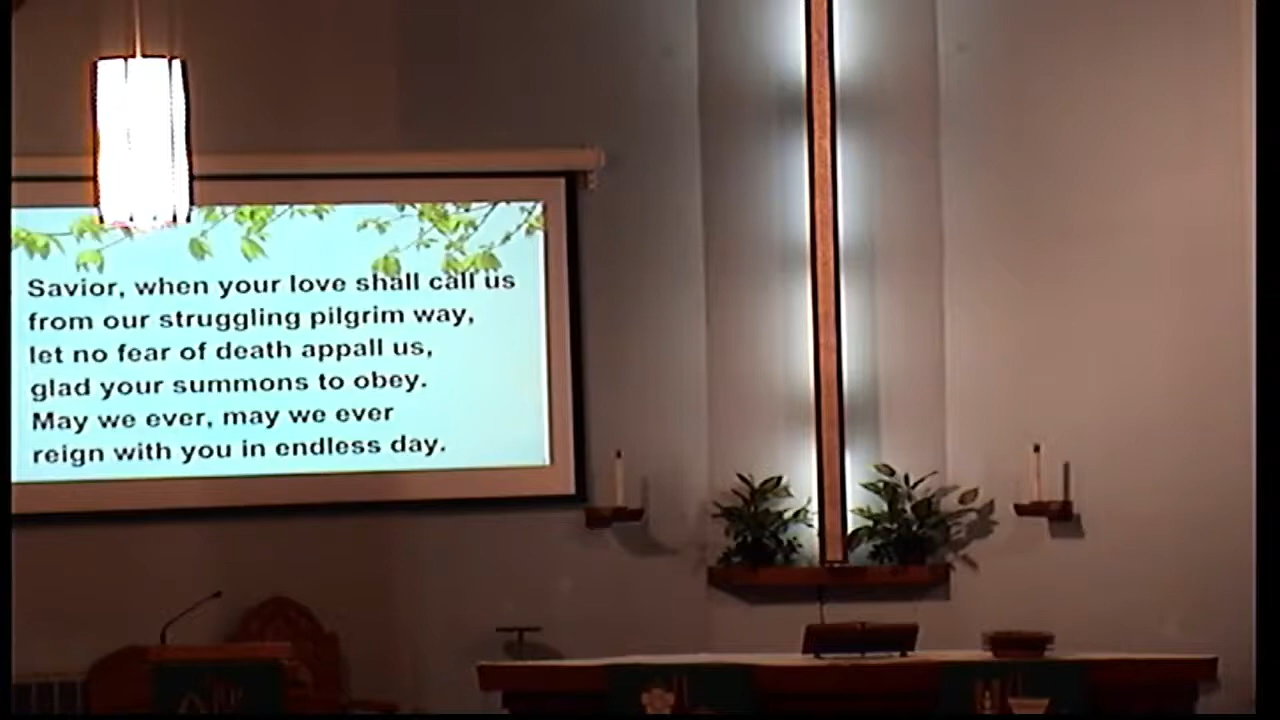 Savior, when your love shall call us
from our struggling pilgrim way,
let no fear of death appall us,
glad your summons to obey.
May we ever, may we ever
reign with you in endless day.